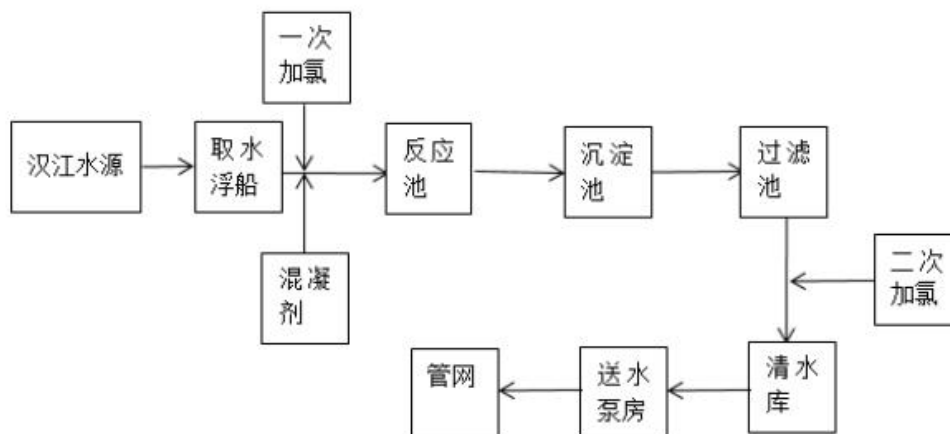 一次
加氯
汉江水源
取水
浮船
反应
池
沉淀
池
过滤
池
混凝
剂
二次
加氯
管网
送水
泵房
清水
库